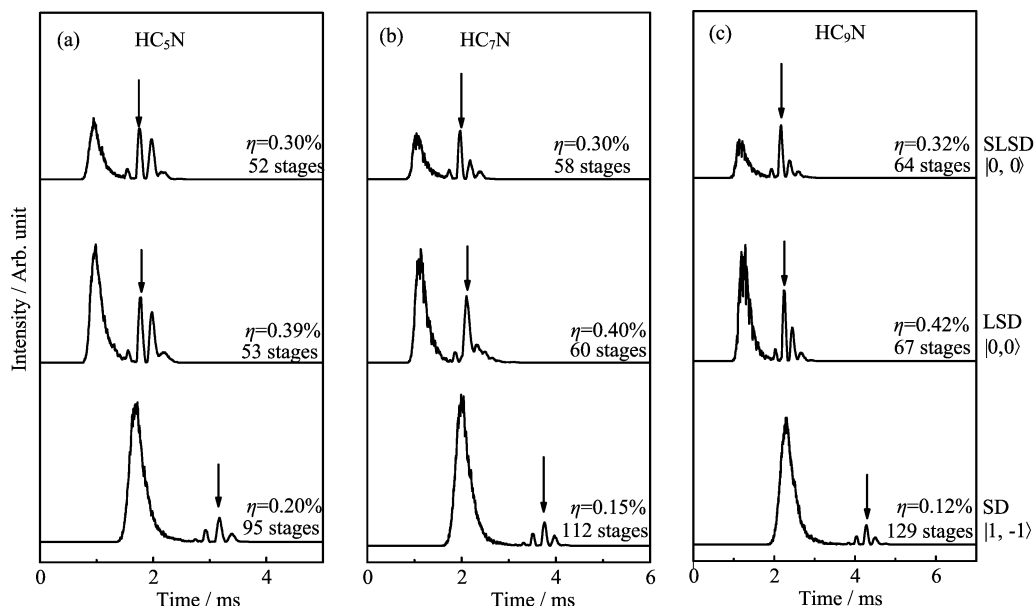 (a)
HC5N
η=0.30%
52 stages
η=0.39%
53 stages
η=0.20%
95 stages
0
2
4
Time / ms
Intensity / Arb. unit
(b)
HC7N
η=0.30%
58 stages
η=0.40%
60 stages
η=0.15%
112 stages
0
2
4
6
Time / ms
(c)
HC9N
η=0.32%
64 stages
η=0.42%
67 stages
η=0.12%
129 stages
0
2
4
6
Time / ms
SLSD
|0, 0⟩
LSD
|0,0⟩
SD
|1, -1⟩